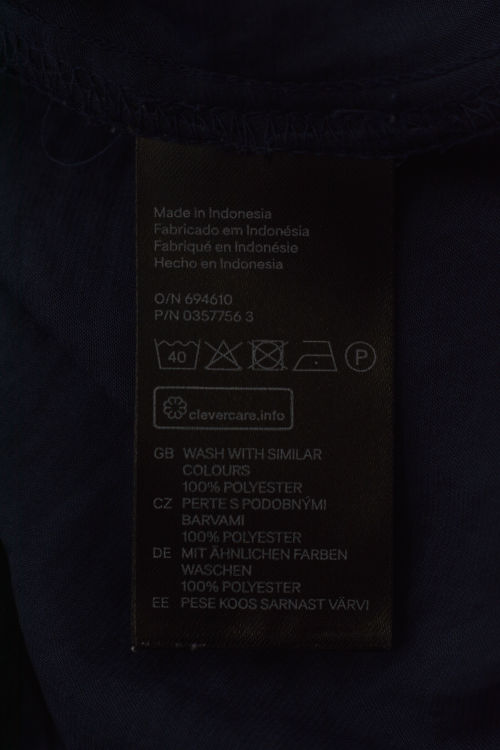 Made in Indonesia
Fabricado em Indonésia
Fabriqué en Indonésie
Hecho en Indonesia
O/N 694610
P/N 0357756 3
40 P
clevercare.info
GB WASH WITH SIMILAR
COLOURS
100% POLYESTER
CZ PERTE S PODOBNÝMI
BARVAMI
100% POLYESTER
DE MIT ÄHNLICHEN FARBEN
WASCHEN
100% POLYESTER
EE PESE KOOS SARNAST VÄRVI